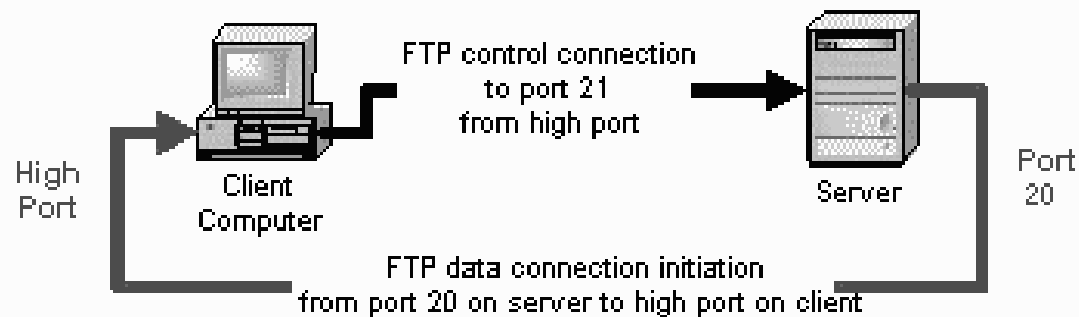 FTP control connection
to port 21
from high port
High
Port
Client
Computer
Server
Port
20
FTP data connection initiation
from port 20 on server to high port on client